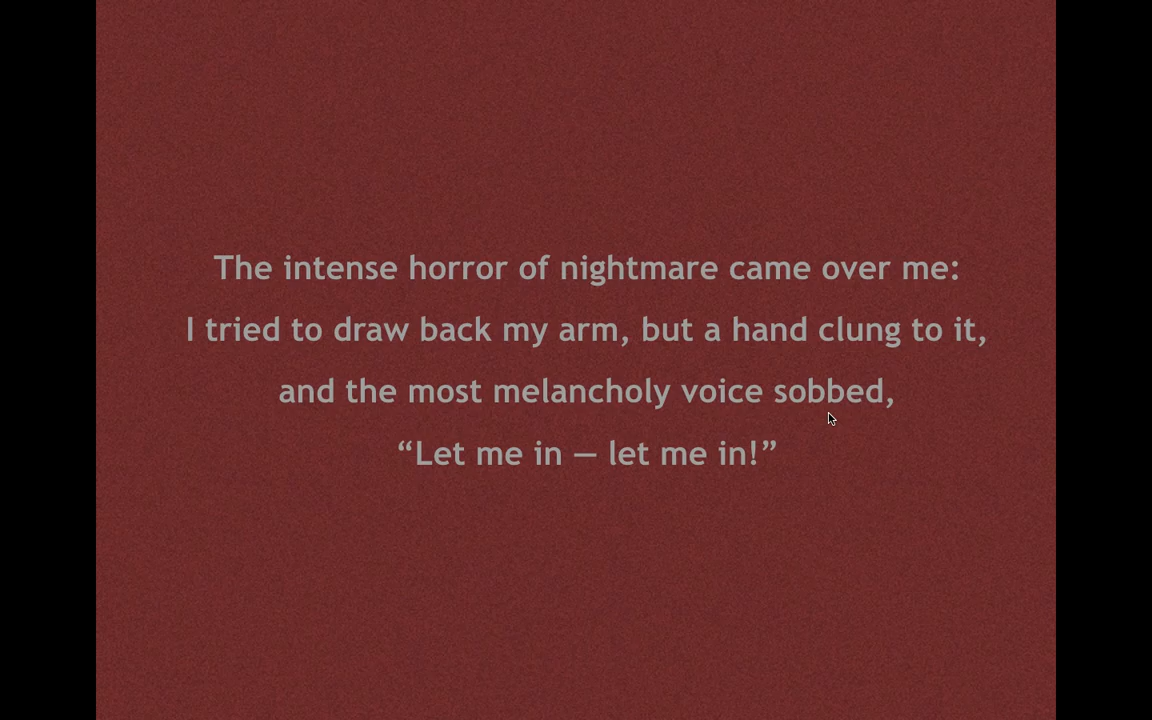 The intense horror of nightmare came over me:
I tried to draw back my arm, but a hand clung to it,
and the most melancholy voice sobbed,
“Let me in — let me in!”